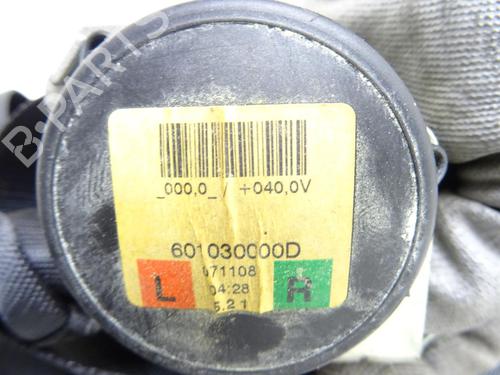 B-PARTS
_000,0_ / +040,0V
601030000D
071108
L 04:28 R
5.21